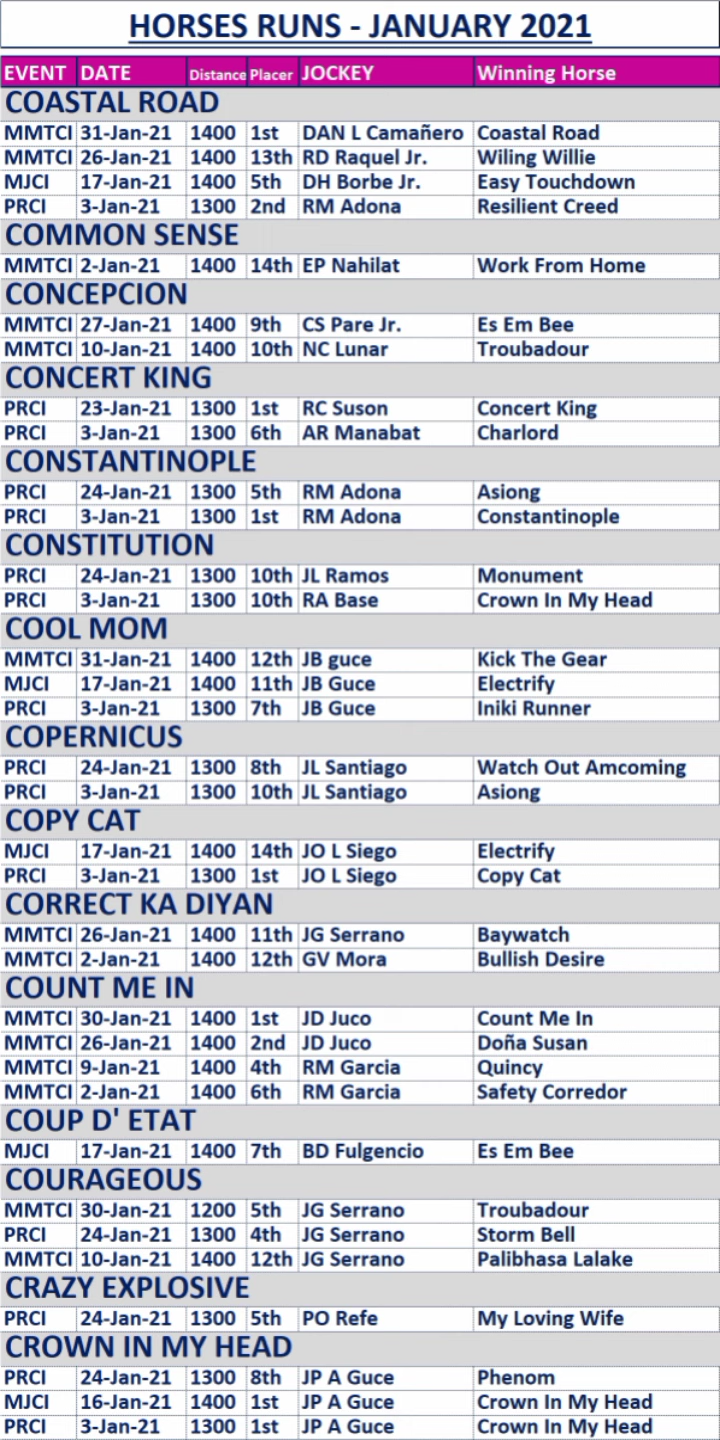 HORSES RUNS - JANUARY 2021
EVENT DATE Distance Placer JOCKEY Winning Horse
COASTAL ROAD
MMTCI 31-Jan-21 1400 1st DAN L Camañero Coastal Road
MMTCI 26-Jan-21 1400 13th RD Raquel Jr. Wiling Willie
MJCI 17-Jan-21 1400 5th DH Borbe Jr. Easy Touchdown
PRCI 3-Jan-21 1300 2nd RM Adona Resilient Creed
COMMON SENSE
MMTCI 2-Jan-21 1400 14th EP Nahilat Work From Home
CONCEPCION
MMTCI 27-Jan-21 1400 9th CS Pare Jr. Es Em Bee
MMTCI 10-Jan-21 1400 10th NC Lunar Troubadour
CONCERT KING
PRCI 23-Jan-21 1300 1st RC Suson Concert King
PRCI 3-Jan-21 1300 6th AR Manabat Charlord
CONSTANTINOPLE
PRCI 24-Jan-21 1300 5th RM Adona Asiong
PRCI 3-Jan-21 1300 1st RM Adona Constantinople
CONSTITUTION
PRCI 24-Jan-21 1300 10th JL Ramos Monument
PRCI 3-Jan-21 1300 10th RA Base Crown In My Head
COOL MOM
MMTCI 31-Jan-21 1400 12th JB guce Kick The Gear
MJCI 17-Jan-21 1400 11th JB Guce Electrify
PRCI 3-Jan-21 1300 7th JB Guce Iniki Runner
COPERNICUS
PRCI 24-Jan-21 1300 8th JL Santiago Watch Out Amcoming
PRCI 3-Jan-21 1300 10th JL Santiago Asiong
COPY CAT
MJCI 17-Jan-21 1400 14th JO L Siego Electrify
PRCI 3-Jan-21 1300 1st JO L Siego Copy Cat
CORRECT KA DIYAN
MMTCI 26-Jan-21 1400 11th JG Serrano Baywatch
MMTCI 2-Jan-21 1400 12th GV Mora Bullish Desire
COUNT ME IN
MMTCI 30-Jan-21 1400 1st JD Juco Count Me In
MMTCI 26-Jan-21 1400 2nd JD Juco Doña Susan
MMTCI 9-Jan-21 1400 4th RM Garcia Quincy
MMTCI 2-Jan-21 1400 6th RM Garcia Safety Corredor
COUP D' ETAT
MJCI 17-Jan-21 1400 7th BD Fulgencio Es Em Bee
COURAGEOUS
MMTCI 30-Jan-21 1200 5th JG Serrano Troubadour
PRCI 24-Jan-21 1300 4th JG Serrano Storm Bell
MMTCI 10-Jan-21 1400 12th JG Serrano Palibhasa Lalake
CRAZY EXPLOSIVE
PRCI 24-Jan-21 1300 5th PO Refe My Loving Wife
CROWN IN MY HEAD
PRCI 24-Jan-21 1300 8th JP A Guce Phenom
MJCI 16-Jan-21 1400 1st JP A Guce Crown In My Head
PRCI 3-Jan-21 1300 1st JP A Guce Crown In My Head